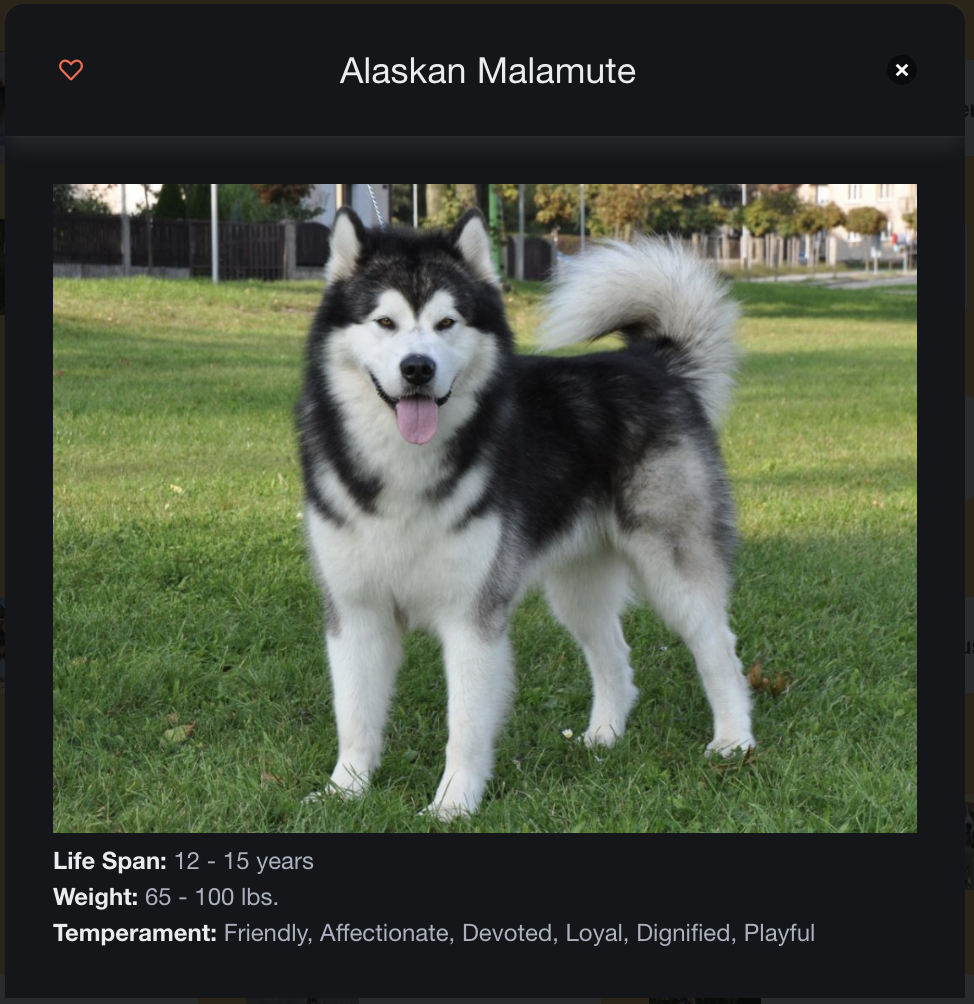 Alaskan Malamute
Life Span: 12 - 15 years
Weight: 65 - 100 lbs.
Temperament: Friendly, Affectionate, Devoted, Loyal, Dignified, Playful